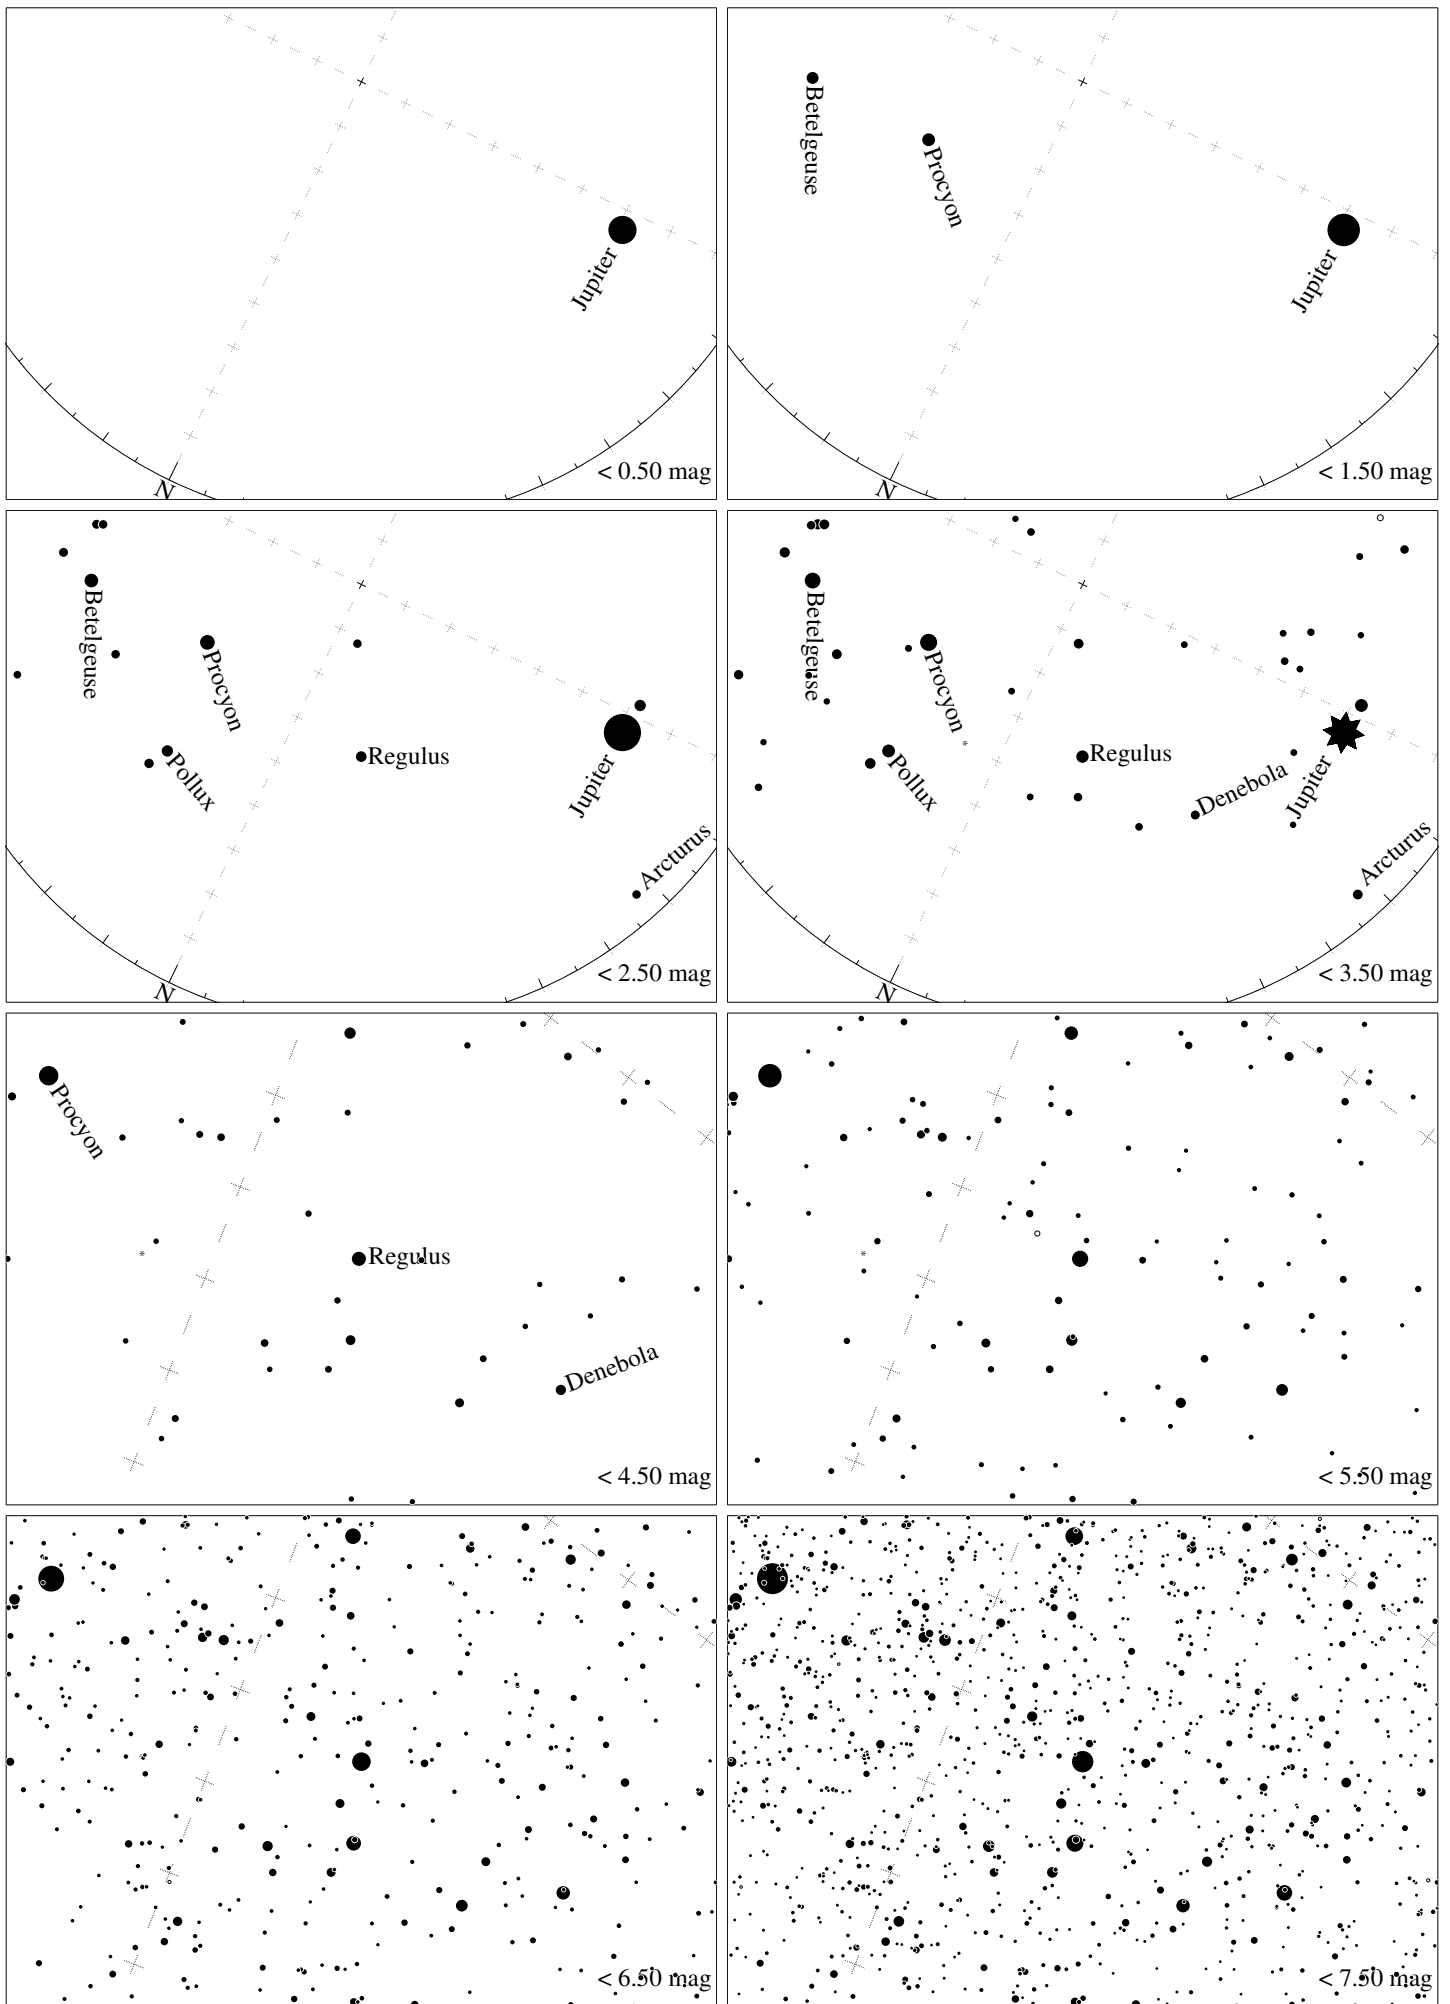 Jupiter
N
< 0.50 mag
Betelgeuse
Procyon
Jupiter
N
< 1.50 mag
Betelgeuse
Procyon
Pollux
Regulus
Jupiter
Arcturus
N
< 2.50 mag
Betelgeuse
Procyon
Pollux
Regulus
Denebola
Jupiter
Arcturus
N
< 3.50 mag
Procyon
Regulus
Denebola
< 4.50 mag
< 5.50 mag
< 6.50 mag
< 7.50 mag